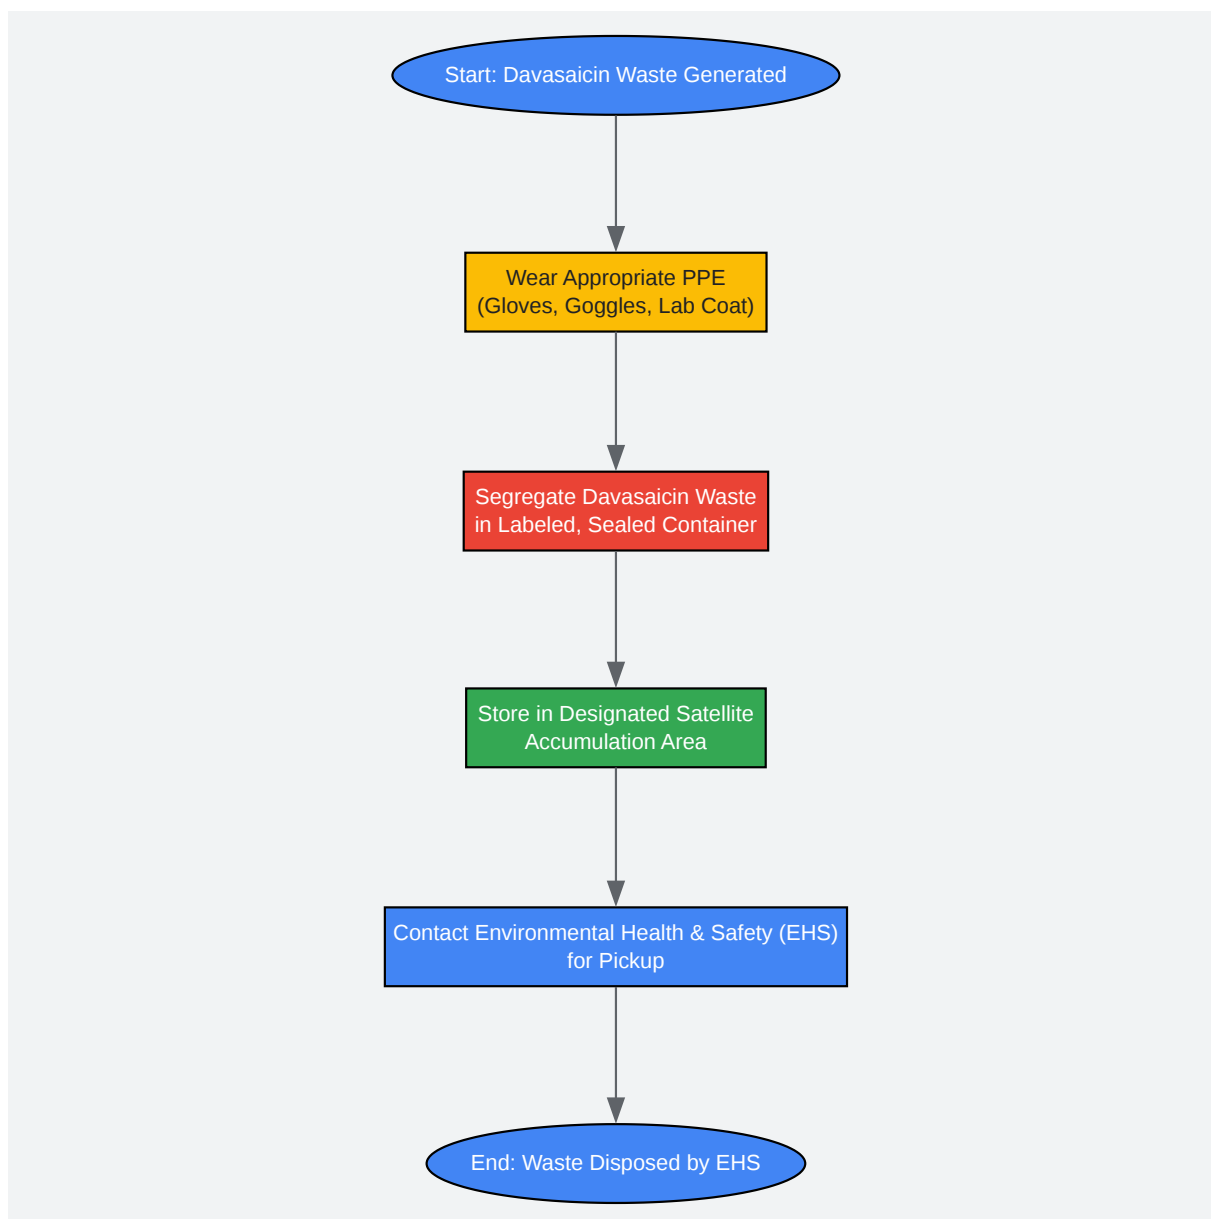 Start: Davasaicin Waste Generated
Wear Appropriate PPE
(Gloves, Goggles, Lab Coat)
Segregate Davasaicin Waste
in Labeled, Sealed Container
Store in Designated Satellite
Accumulation Area
Contact Environmental Health & Safety (EHS)
for Pickup
End: Waste Disposed by EHS